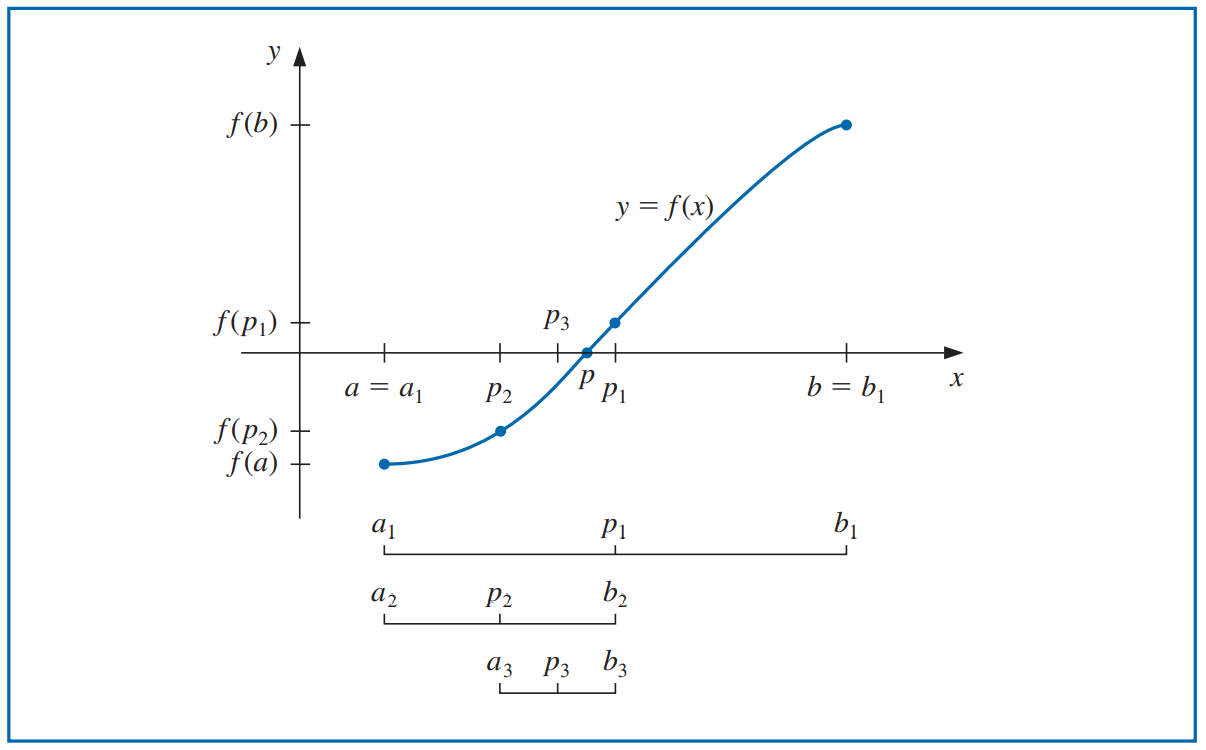 y
f(b)
y = f(x)
f(p₁)
p₃
a = a₁ p₂ p p₁ b = b₁ x
f(p₂)
f(a)
a₁ p₁ b₁
a₂ p₂ b₂
a₃ p₃ b₃